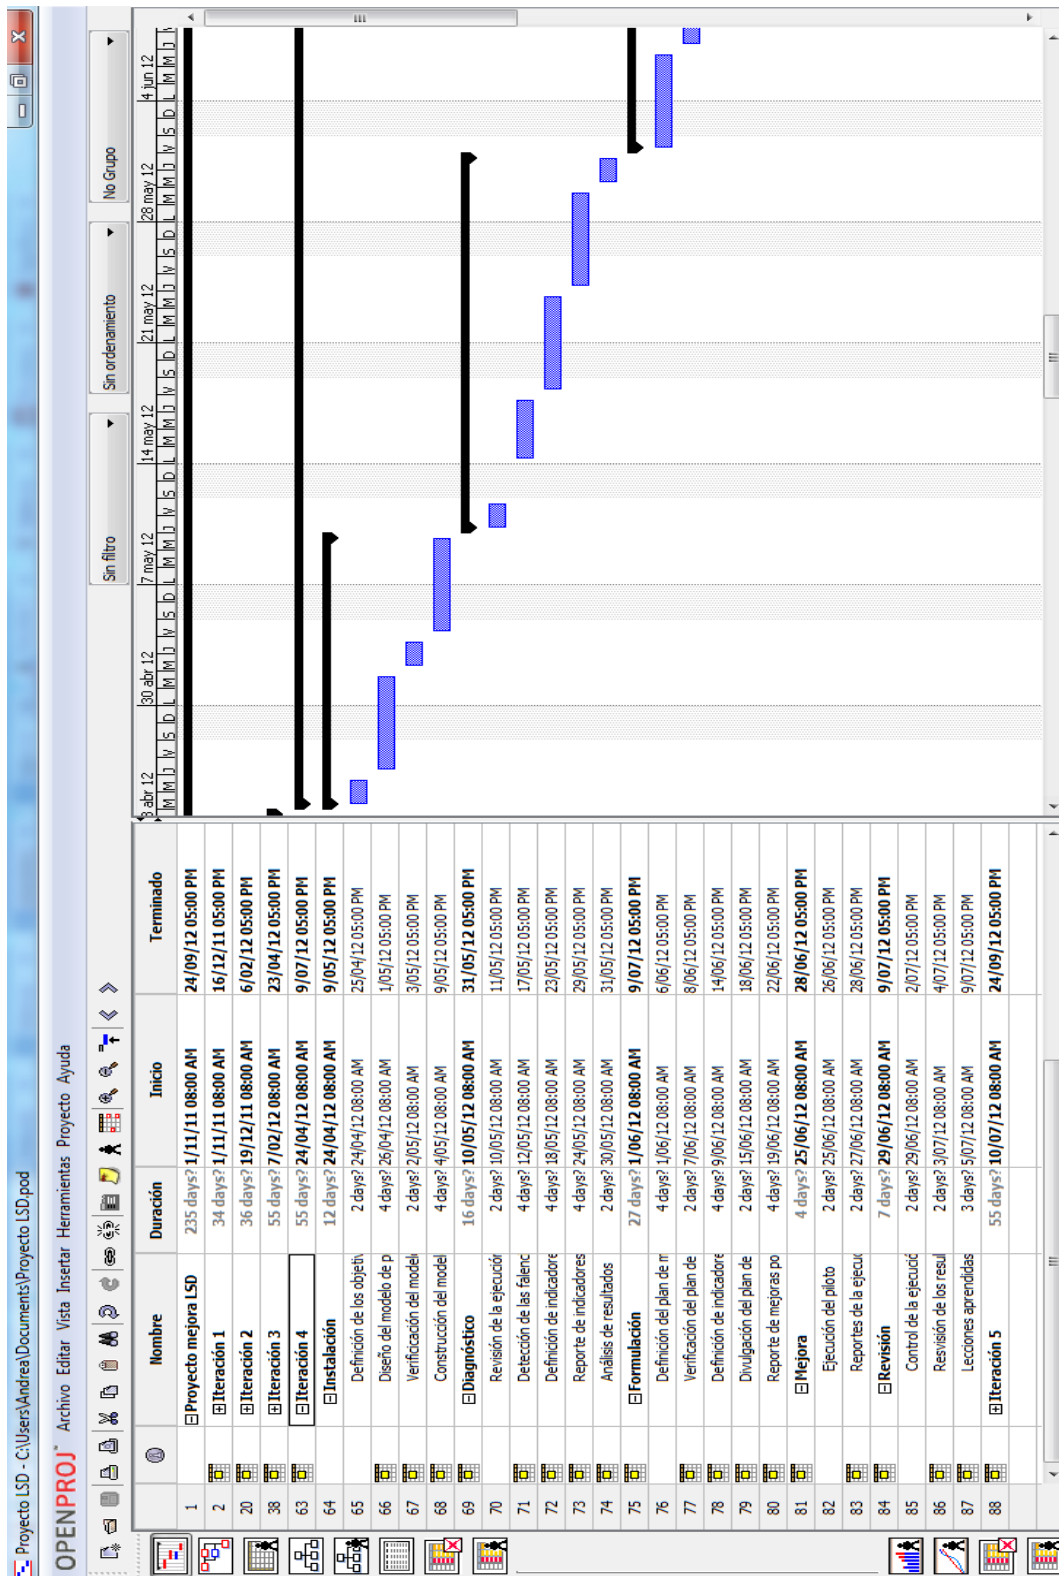 Proyecto LSD - C:\Users\Andrea\Documents\Proyecto LSD.pod
OPENPROJ Archivo Editar Vista Insertar Herramientas Proyecto Ayuda
Sin filtro Sin ordenamiento No Grupo
Nombre Duración Inicio Terminado
abr 12 30 abr 12 7 may 12 14 may 12 21 may 12 28 may 12 4 jun 12
M M J V S D L M M J V S D L M M J V S D L M M J V S D L M M J V S D L M M J V S D L M M J
1 Proyecto mejora LSD 235 days? 1/11/11 08:00 AM 24/09/12 05:00 PM
2 Iteración 1 34 days? 1/11/11 08:00 AM 16/12/11 05:00 PM
20 Iteración 2 36 days? 19/12/11 08:00 AM 6/02/12 05:00 PM
38 Iteración 3 55 days? 7/02/12 08:00 AM 23/04/12 05:00 PM
63 Iteración 4 55 days? 24/04/12 08:00 AM 9/07/12 05:00 PM
64 Instalación 12 days? 24/04/12 08:00 AM 9/05/12 05:00 PM
65 Definición de los objetiv 2 days? 24/04/12 08:00 AM 25/04/12 05:00 PM
66 Diseño del modelo de p 4 days? 26/04/12 08:00 AM 1/05/12 05:00 PM
67 Verificación del model 2 days? 2/05/12 08:00 AM 3/05/12 05:00 PM
68 Construcción del model 4 days? 4/05/12 08:00 AM 9/05/12 05:00 PM
69 Diagnóstico 16 days? 10/05/12 08:00 AM 31/05/12 05:00 PM
70 Revisión de la ejecución 2 days? 10/05/12 08:00 AM 11/05/12 05:00 PM
71 Detección de las falenc 4 days? 12/05/12 08:00 AM 17/05/12 05:00 PM
72 Definición de indicadore 4 days? 18/05/12 08:00 AM 23/05/12 05:00 PM
73 Reporte de indicadores 4 days? 24/05/12 08:00 AM 29/05/12 05:00 PM
74 Análisis de resultados 2 days? 30/05/12 08:00 AM 31/05/12 05:00 PM
75 Formulación 27 days? 1/06/12 08:00 AM 9/07/12 05:00 PM
76 Definición del plan de m 4 days? 1/06/12 08:00 AM 6/06/12 05:00 PM
77 Verificación del plan de 2 days? 7/06/12 08:00 AM 8/06/12 05:00 PM
78 Definición de indicadore 4 days? 9/06/12 08:00 AM 14/06/12 05:00 PM
79 Divulgación del plan de 2 days? 15/06/12 08:00 AM 18/06/12 05:00 PM
80 Reporte de mejoras po 4 days? 19/06/12 08:00 AM 22/06/12 05:00 PM
81 Mejora 4 days? 25/06/12 08:00 AM 28/06/12 05:00 PM
82 Ejecución del piloto 2 days? 25/06/12 08:00 AM 26/06/12 05:00 PM
83 Reportes de la ejecuc 2 days? 27/06/12 08:00 AM 28/06/12 05:00 PM
84 Revisión 7 days? 29/06/12 08:00 AM 9/07/12 05:00 PM
85 Control de la ejecució 2 days? 29/06/12 08:00 AM 2/07/12 05:00 PM
86 Resvisión de los resul 2 days? 3/07/12 08:00 AM 4/07/12 05:00 PM
87 Lecciones aprendidas 3 days? 5/07/12 08:00 AM 9/07/12 05:00 PM
88 Iteración 5 55 days? 10/07/12 08:00 AM 24/09/12 05:00 PM